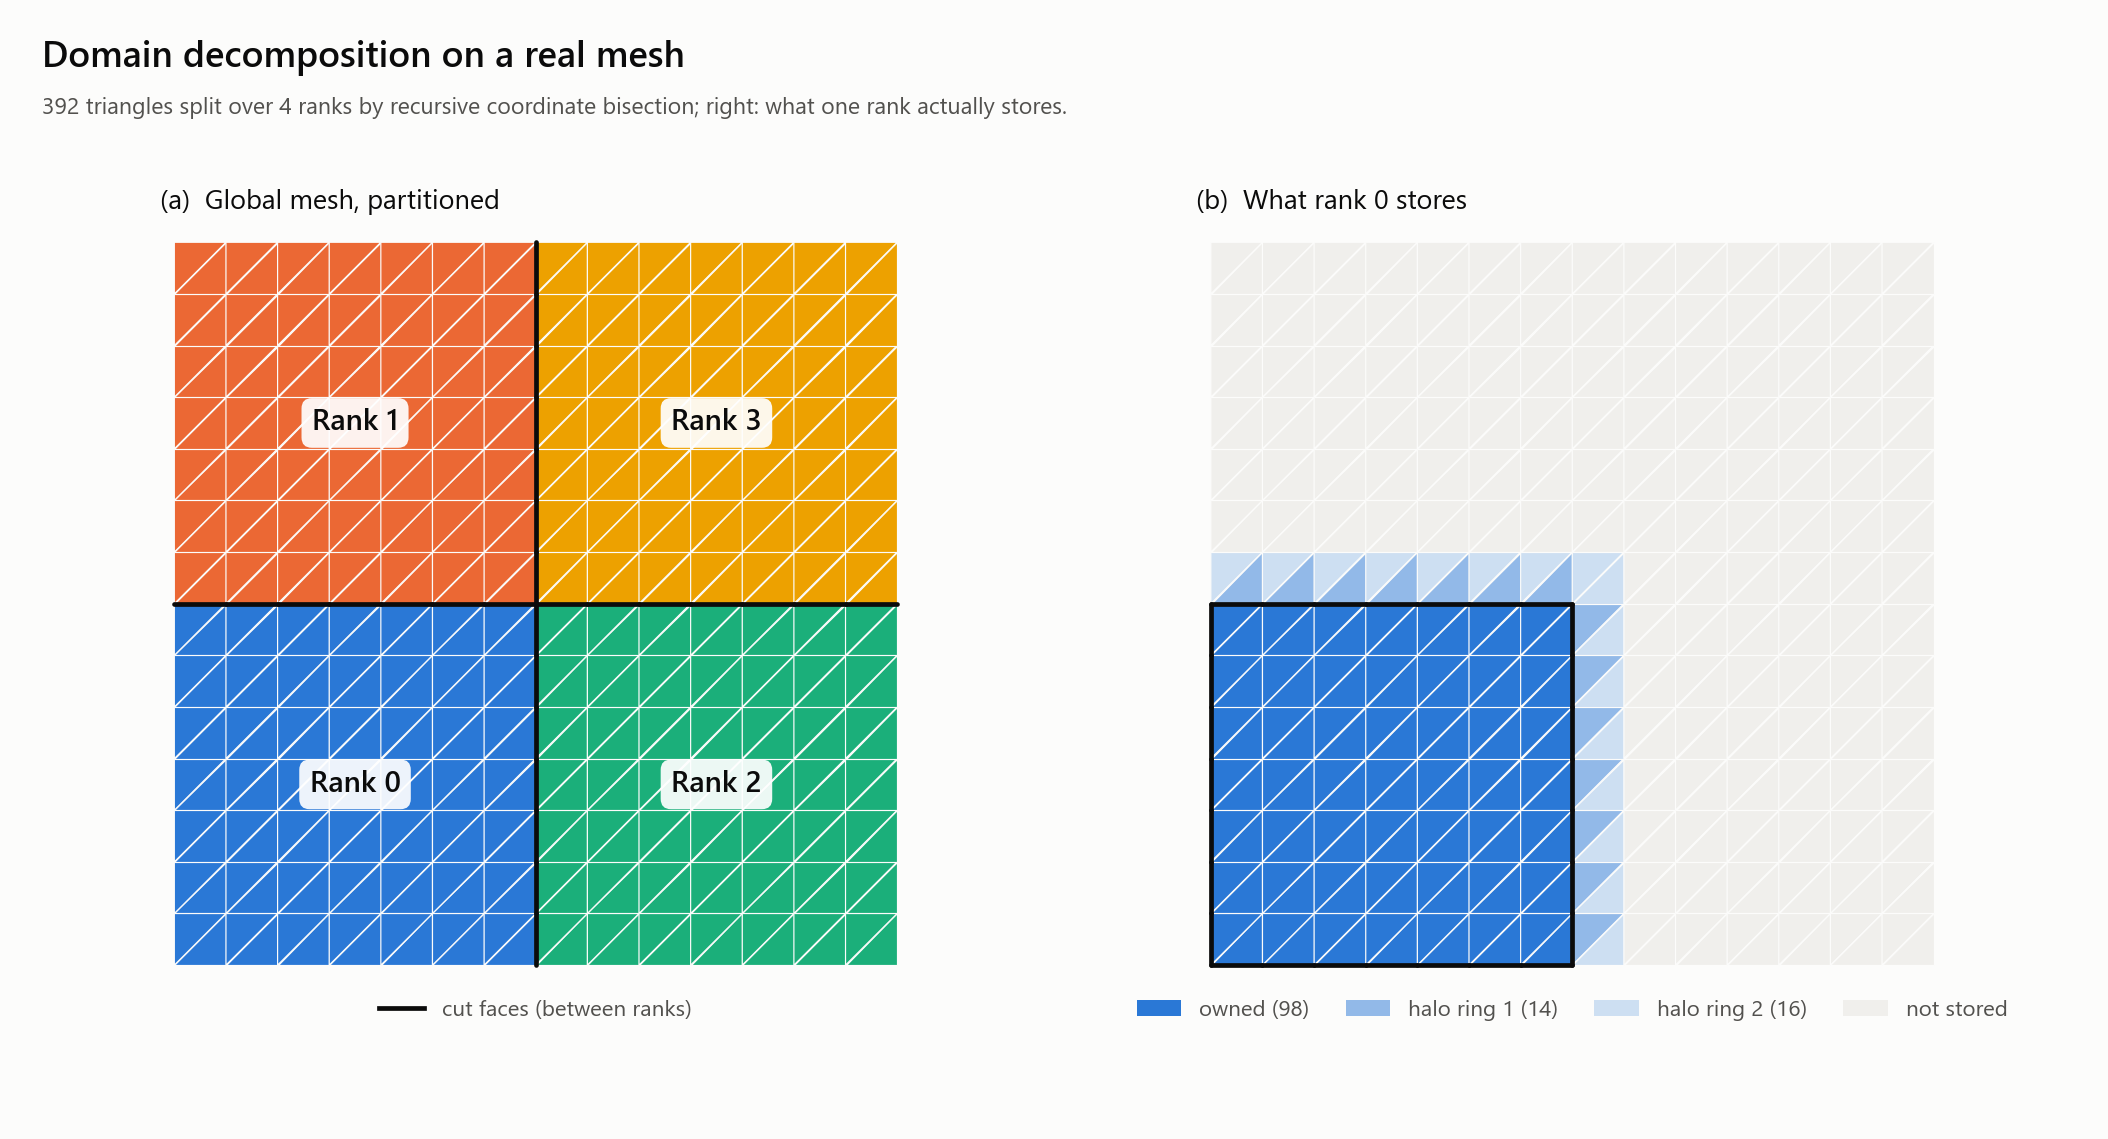 Domain decomposition on a real mesh
392 triangles split over 4 ranks by recursive coordinate bisection; right: what one rank actually stores.
(a) Global mesh, partitioned
Rank 1
Rank 3
Rank 0
Rank 2
cut faces (between ranks)
(b) What rank 0 stores
owned (98)
halo ring 1 (14)
halo ring 2 (16)
not stored